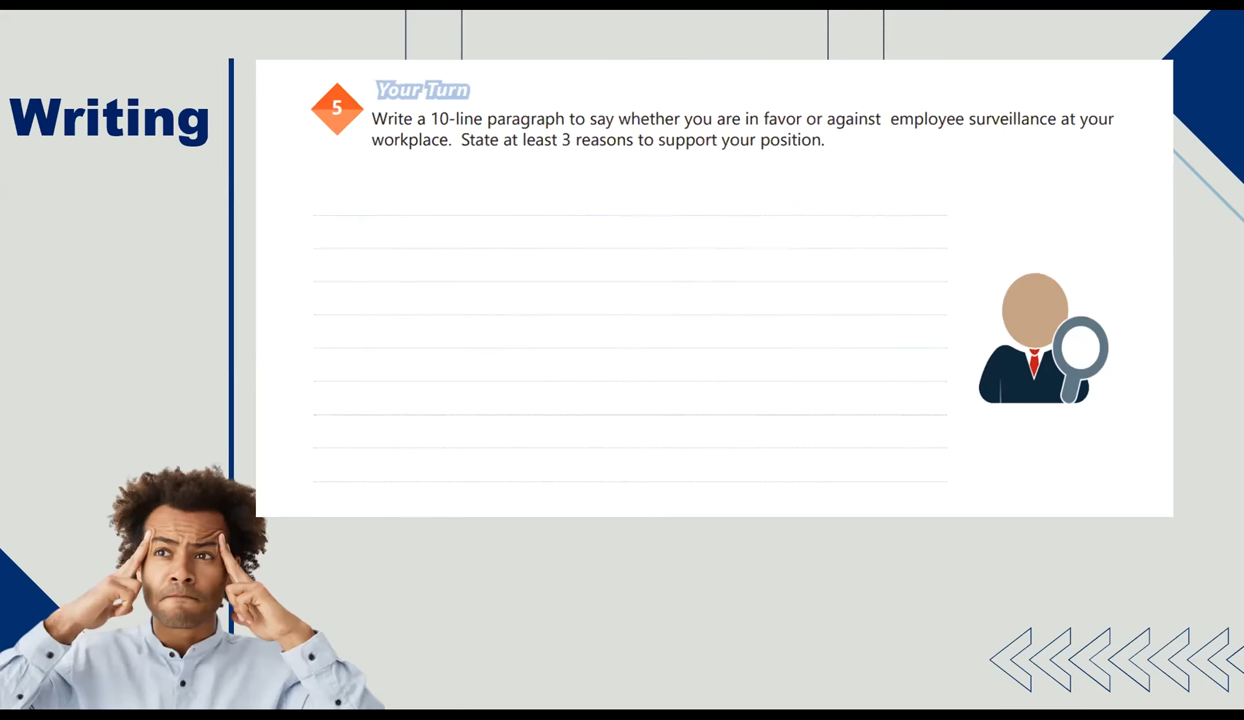 Writing
5
Your Turn
Write a 10-line paragraph to say whether you are in favor or against employee surveillance at your
workplace. State at least 3 reasons to support your position.